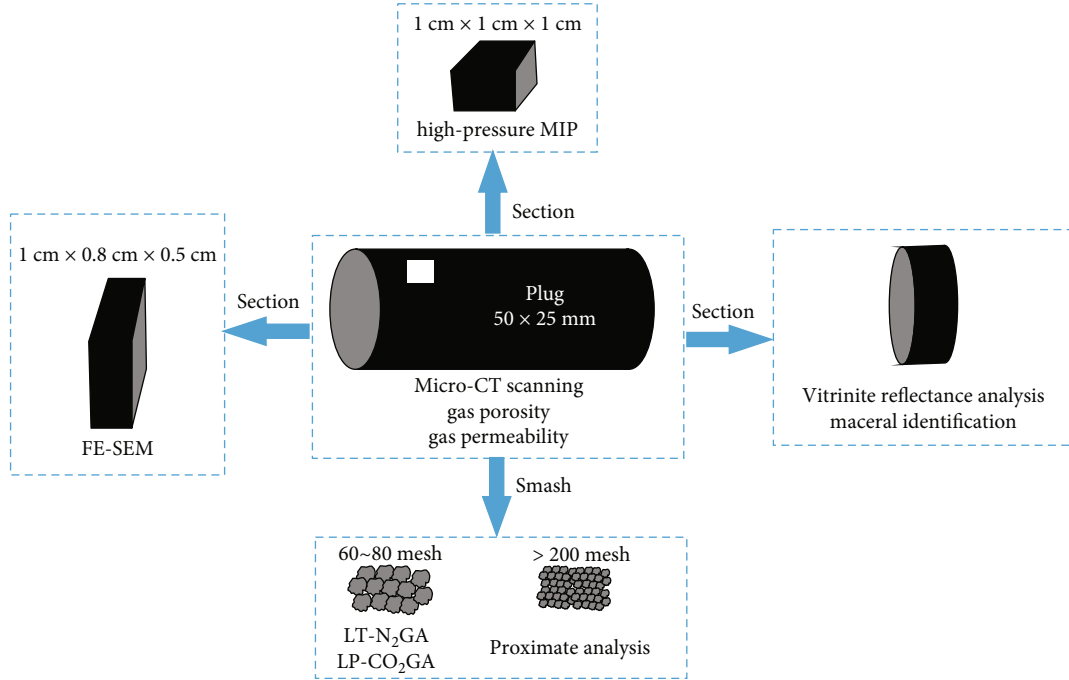 1 cm × 1 cm × 1 cm
high-pressure MIP
Section
1 cm × 0.8 cm × 0.5 cm
FE-SEM
Section
Plug
50 × 25 mm
Micro-CT scanning
gas porosity
gas permeability
Section
Vitrinite reflectance analysis
maceral identification
Smash
60~80 mesh
LT-N₂GA
LP-CO₂GA
> 200 mesh
Proximate analysis